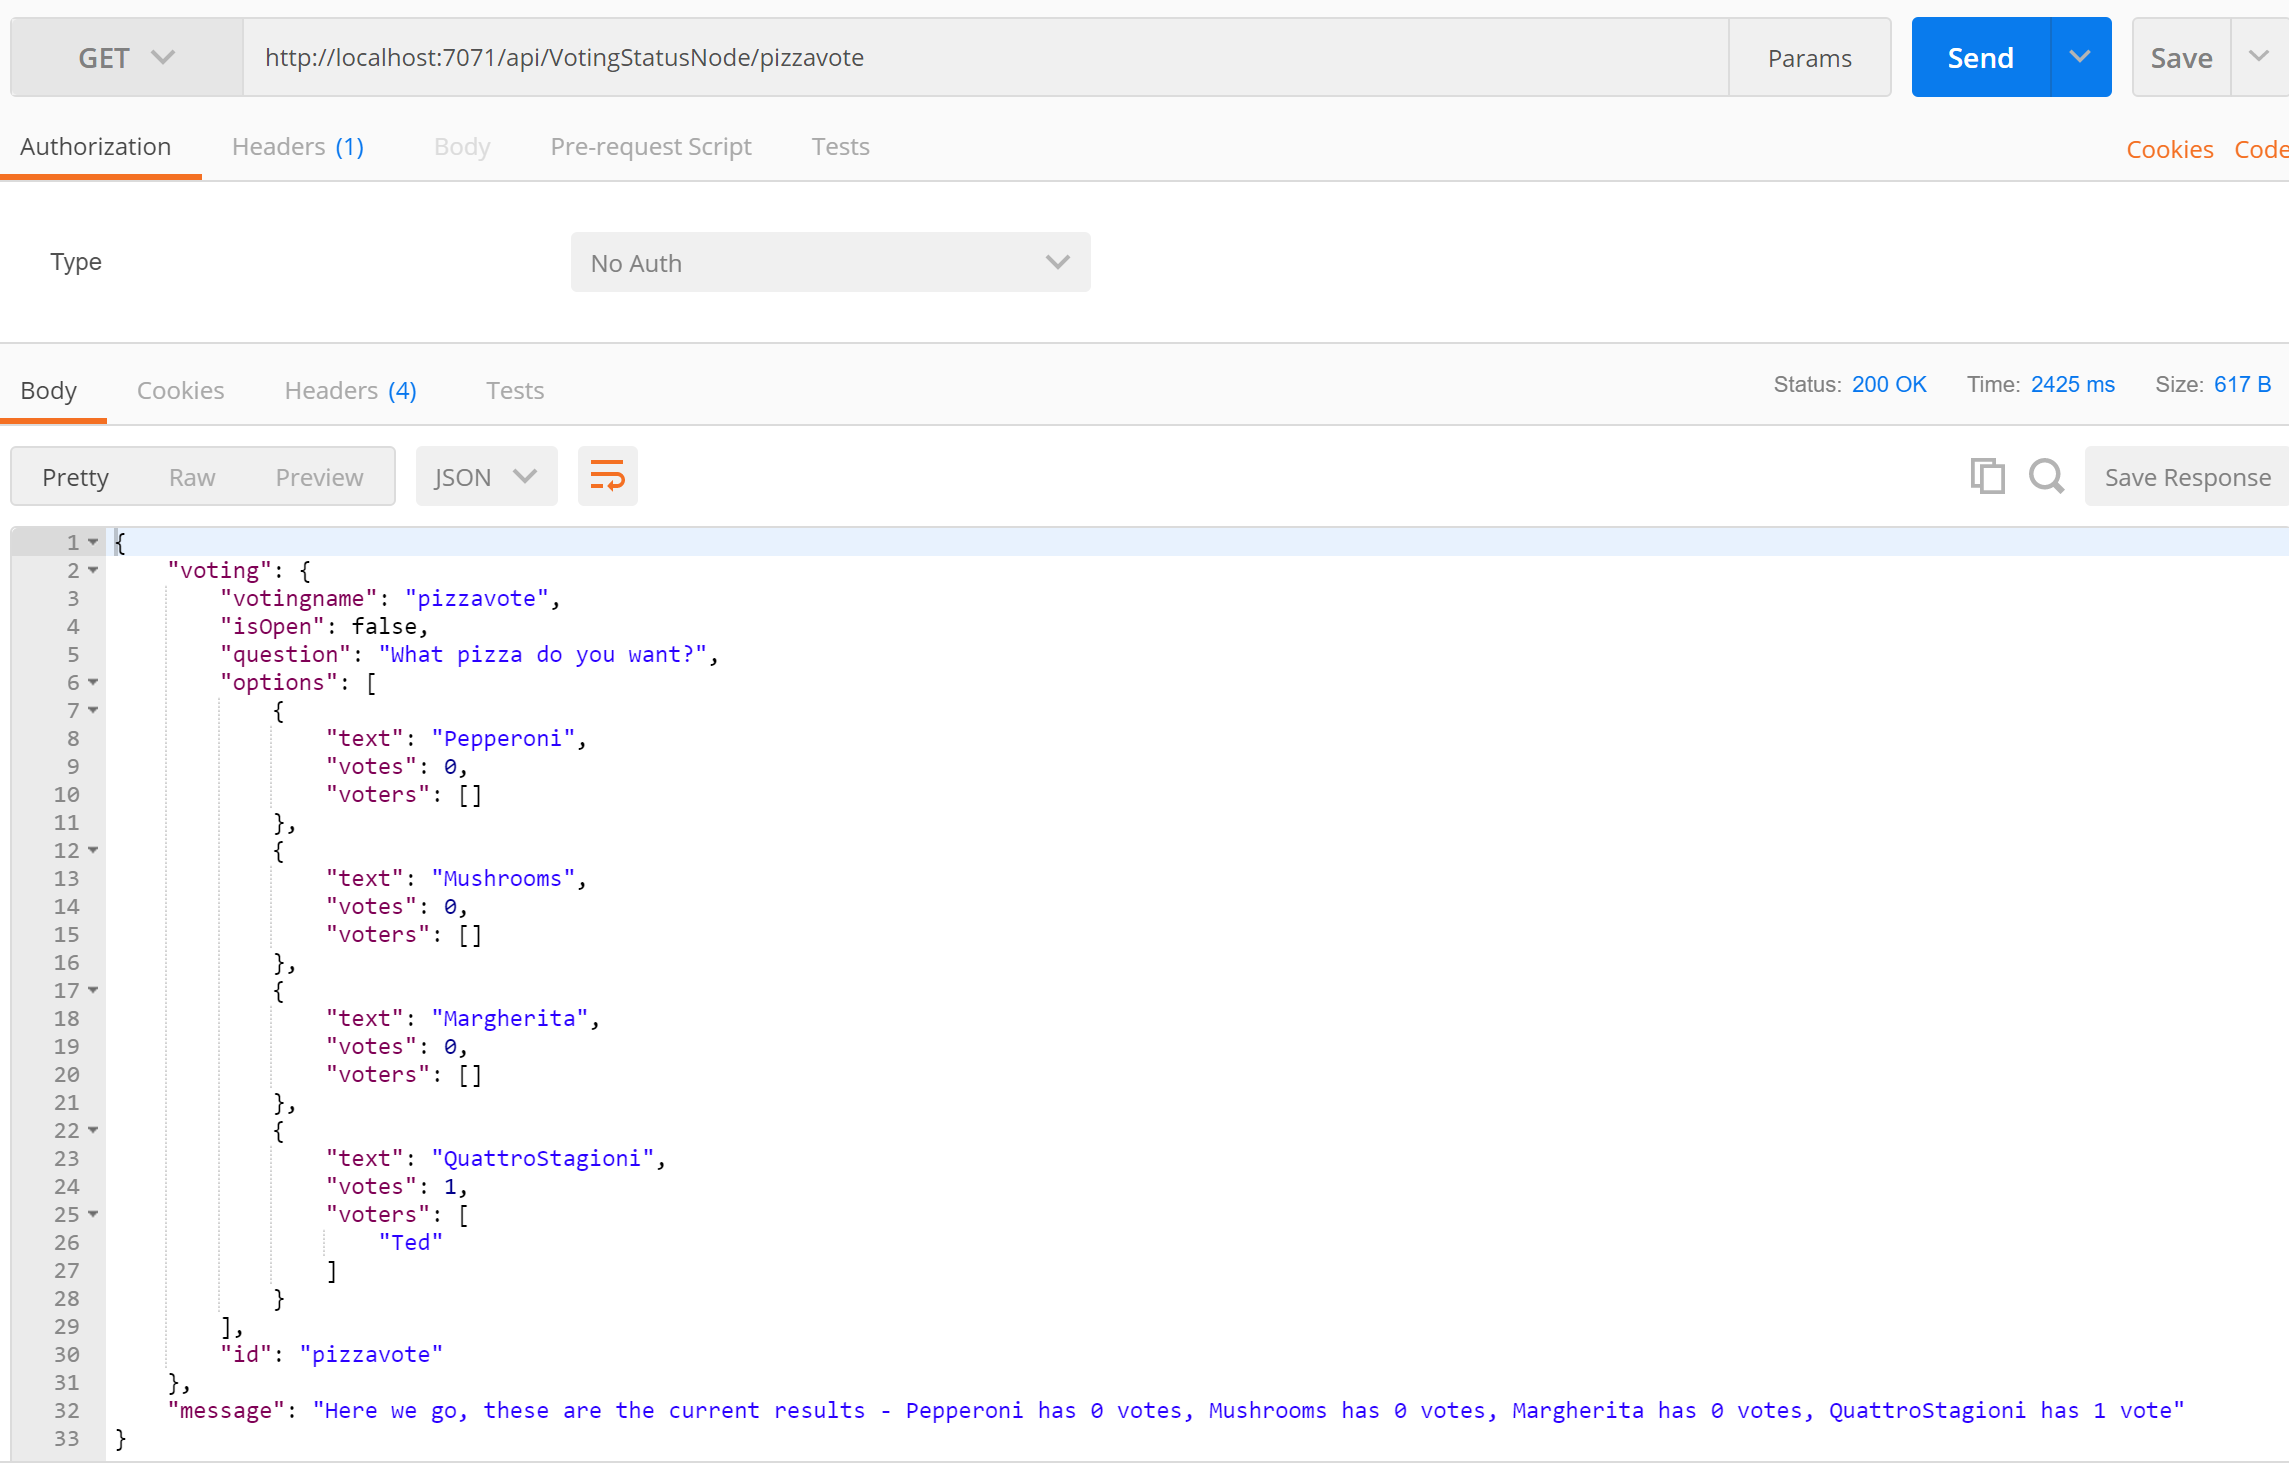 GET http://localhost:7071/api/VotingStatusNode/pizzavote Params Send Save
Authorization Headers (1) Body Pre-request Script Tests Cookies Code
Type No Auth
Body Cookies Headers (4) Tests Status: 200 OK Time: 2425 ms Size: 617 B
Pretty Raw Preview JSON Save Response
1 {
2 "voting": {
3 "votingname": "pizzavote",
4 "isOpen": false,
5 "question": "What pizza do you want?",
6 "options": [
7 {
8 "text": "Pepperoni",
9 "votes": 0,
10 "voters": []
11 },
12 {
13 "text": "Mushrooms",
14 "votes": 0,
15 "voters": []
16 },
17 {
18 "text": "Margherita",
19 "votes": 0,
20 "voters": []
21 },
22 {
23 "text": "QuattroStagioni",
24 "votes": 1,
25 "voters": [
26 "Ted"
27 ]
28 }
29 ],
30 "id": "pizzavote"
31 },
32 "message": "Here we go, these are the current results - Pepperoni has 0 votes, Mushrooms has 0 votes, Margherita has 0 votes, QuattroStagioni has 1 vote"
33 }